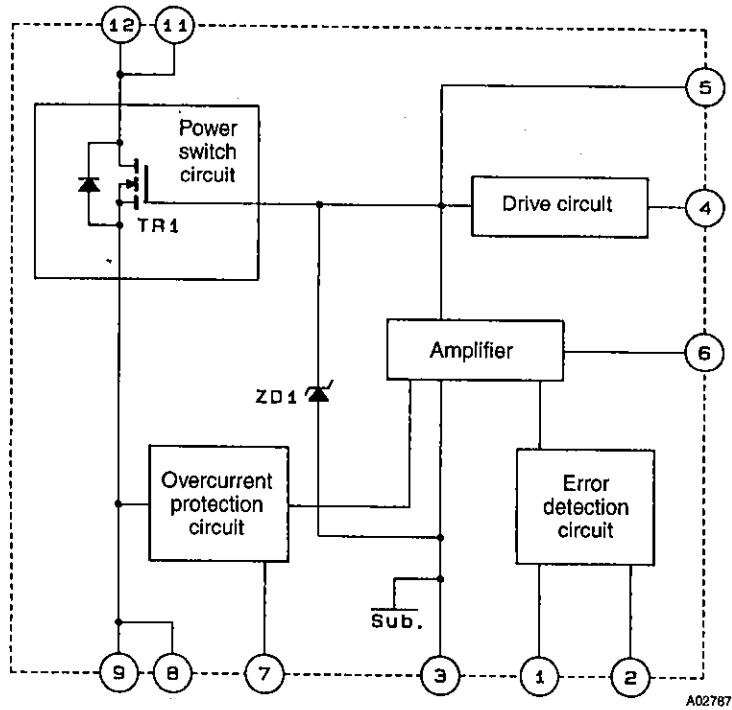 12 11
5
Power
switch
circuit
TR1
Drive circuit
4
Amplifier
6
ZD1
Overcurrent
protection
circuit
Error
detection
circuit
Sub.
9 8 7 3 1 2
A02787